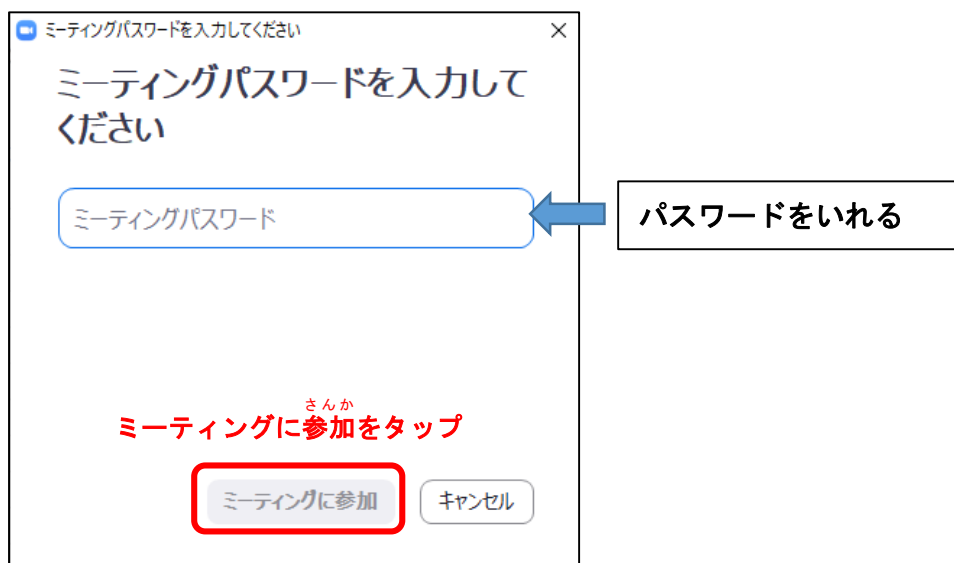 ミーティングパスワードを入力してください
ミーティングパスワードを入力して
ください
ミーティングパスワード
パスワードをいれる
さんか
ミーティングに参加をタップ
ミーティングに参加
キャンセル